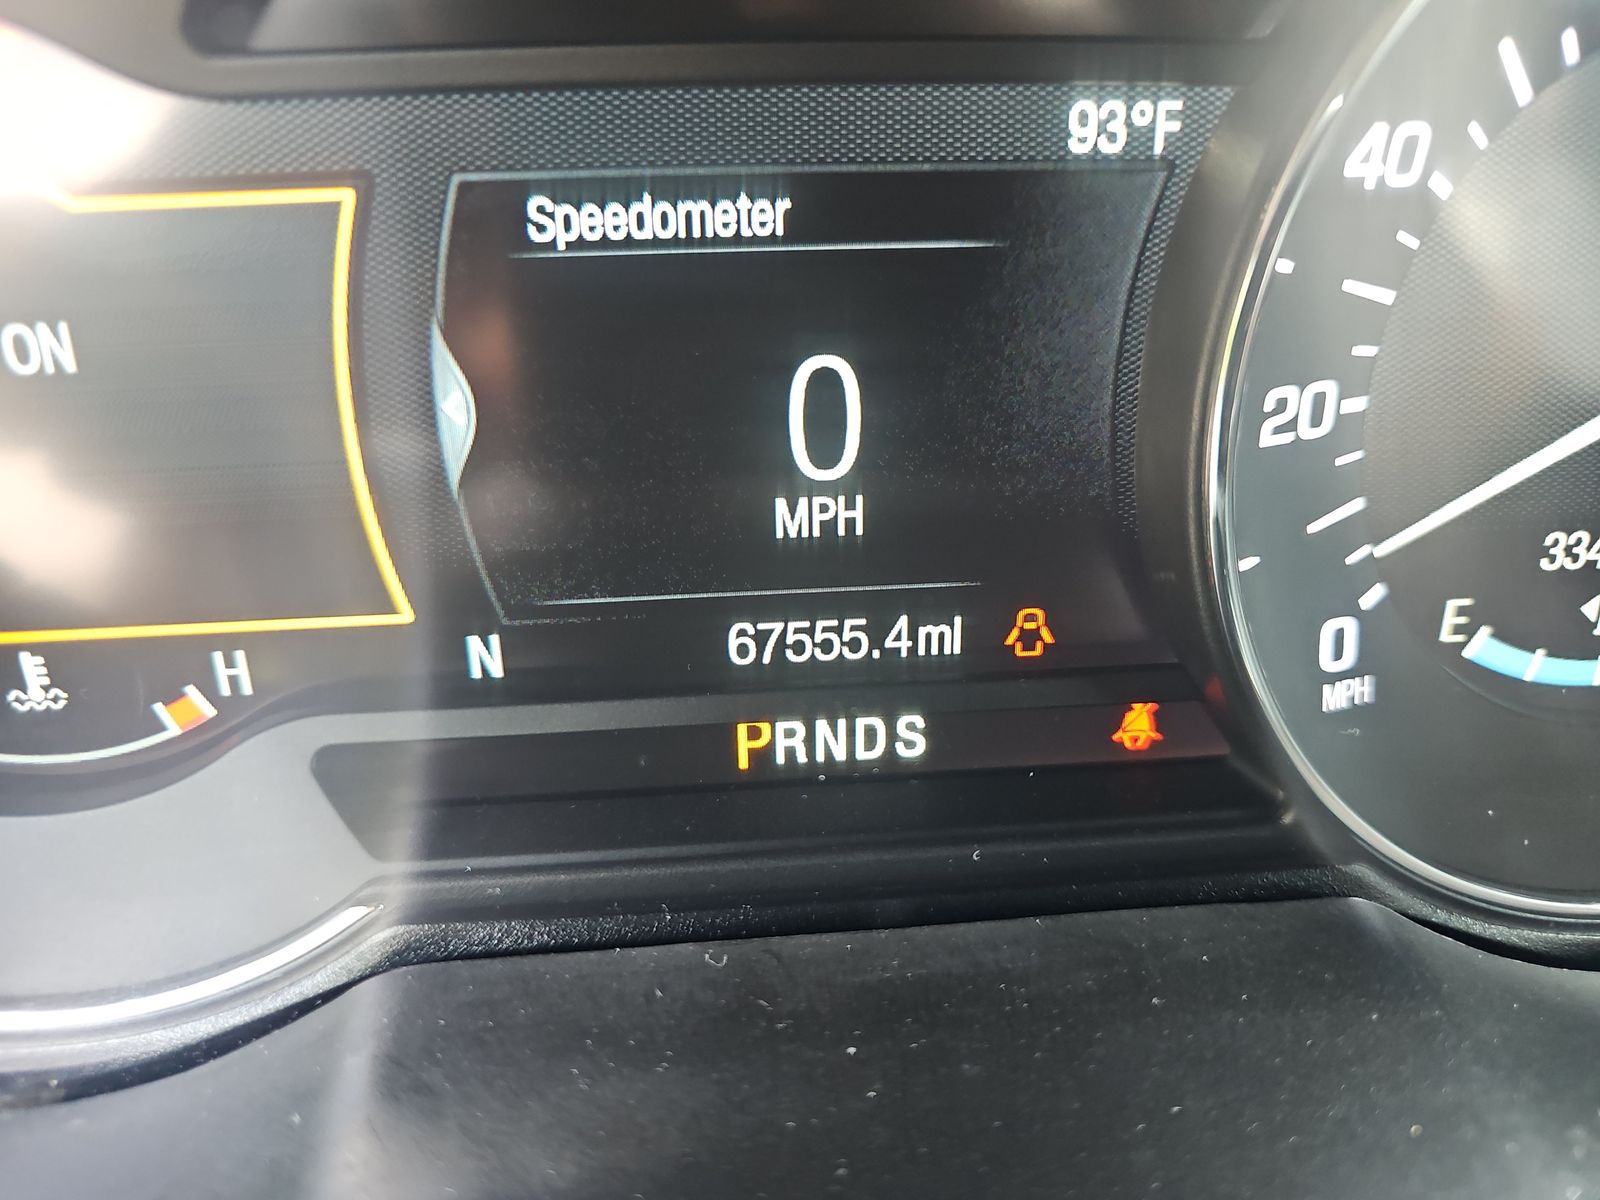 93°F
Speedometer
ON
0
MPH
N
67555.4mi
H
PRNDS
40
20
0
MPH
334
E